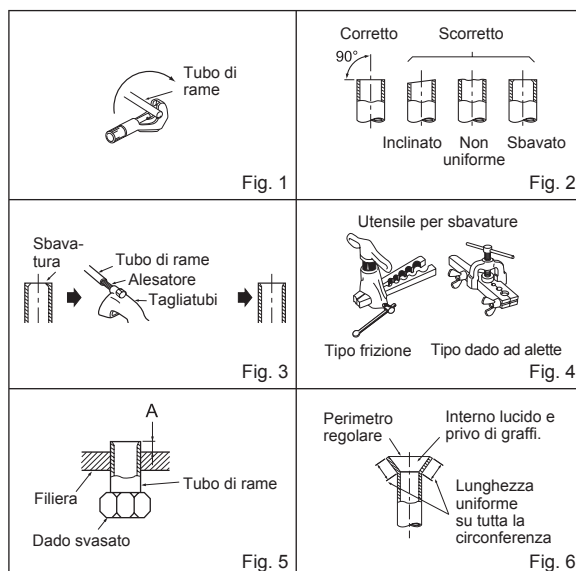 Tubo di
rame
Fig. 1
Corretto
Scorretto
90°
Inclinato
Non
uniforme
Sbavato
Fig. 2
Sbava-
tura
Tubo di rame
Alesatore
Tagliatubi
Fig. 3
Utensile per sbavature
Tipo frizione
Tipo dado ad alette
Fig. 4
A
Filiera
Tubo di rame
Dado svasato
Fig. 5
Perimetro
regolare
Interno lucido e
privo di graffi.
Lunghezza
uniforme
su tutta la
circonferenza
Fig. 6